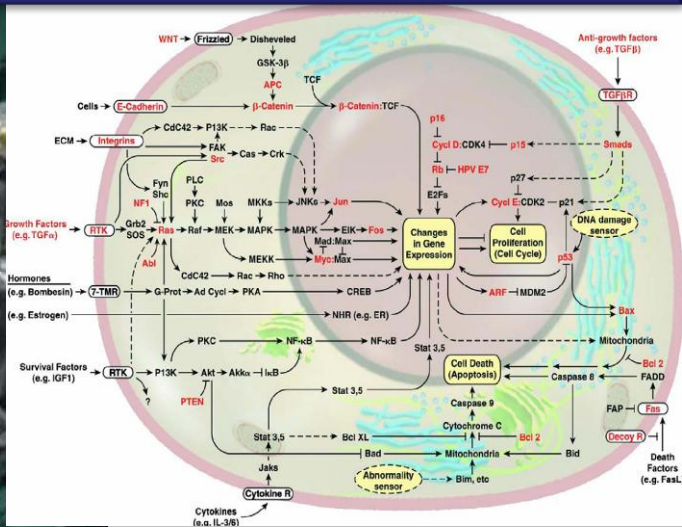 WNT Frizzled Disheveled
Anti-growth factors
(e.g. TGFβ)
GSK-3β
APC
TCF
TGFβR
Cells E-Cadherin β-Catenin β-Catenin:TCF
p16
CdC42 P13K Rac
Cycl D:CDK4 p15 Smads
ECM Integrins
FAK
Src Cas Crk
Rb HPV E7
p27
E2Fs
Fyn
Shc
PLC
NF1
PKC Mos MKKs JNKs Jun
Cycl E:CDK2 p21
Growth Factors
(e.g. TGFα)
RTK Grb2
SOS
Ras Raf MEK MAPK MAPK ElK Fos
Changes
in Gene
Expression
Cell
Proliferation
(Cell Cycle)
DNA damage
sensor
Mad:Max
Abl
MEKK Myc:Max
p53
CdC42 Rac Rho
Hormones
(e.g. Bombesin) 7-TMR G-Prot Ad Cycl PKA CREB
ARF MDM2
(e.g. Estrogen) NHR (e.g. ER)
Bax
PKC NF-κB NF-κB
Mitochondria
Stat 3,5
Cell Death
(Apoptosis)
Bcl 2
Survival Factors
(e.g. IGF1)
RTK P13K Akt Akkα IκB
Caspase 8 FADD
?
PTEN
Stat 3,5
Caspase 9
FAP Fas
Cytochrome C
Stat 3,5 Bcl XL Bcl 2
Decoy R
Bad Mitochondria Bid
Death
Factors
(e.g. FasL)
Jaks
Abnormality
sensor
Bim, etc
Cytokine R
Cytokines
(e.g. IL-3/6)